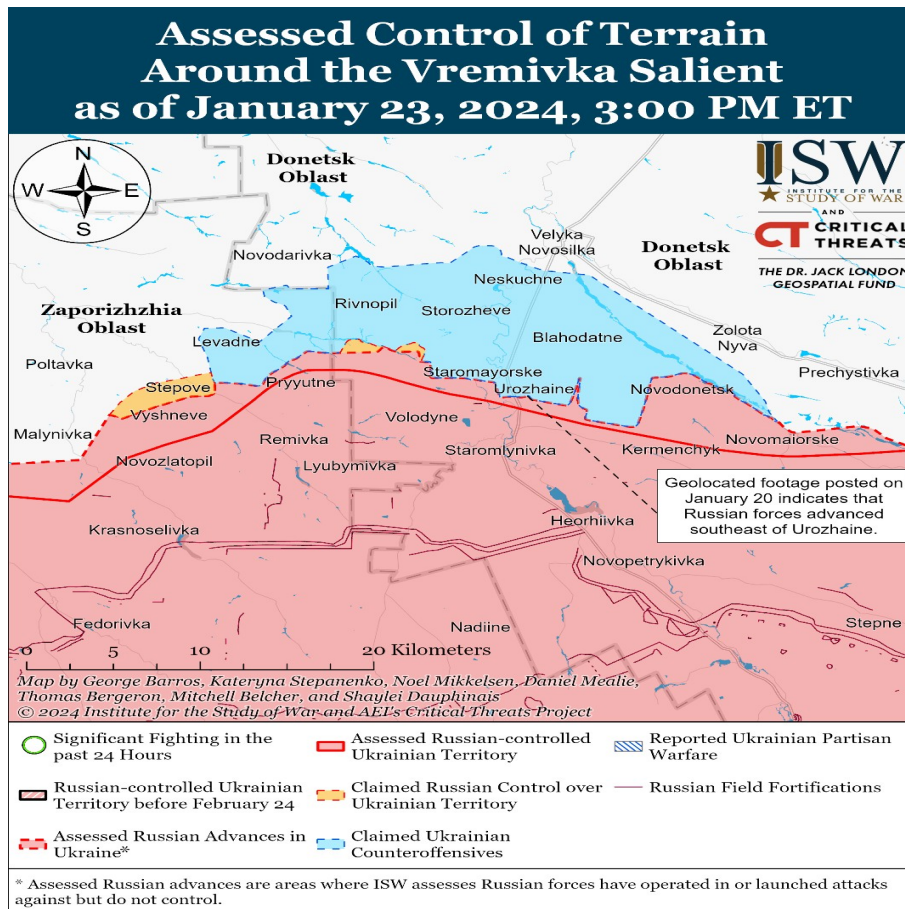 Assessed Control of Terrain
Around the Vremivka Salient
as of January 23, 2024, 3:00 PM ET
N
W E
S
Donetsk
Oblast
ISW
INSTITUTE FOR THE
STUDY OF WAR
AND
CT CRITICAL
THREATS
THE DR. JACK LONDON
GEOSPATIAL FUND
Velyka
Novosilka
Donetsk
Oblast
Novodarivka
Neskuchne
Zaporizhzhia
Oblast
Rivnopil
Storozheve
Levadne
Blahodatne
Zolota
Nyva
Poltavka
Prechystivka
Stepove
Pryyutne
Staromayorske
Urozhaine
Novodonetsk
Vyshneve
Volodyne
Malynivka
Remivka
Novomaiorske
Staromlynivka
Kermenchyk
Novozlatopil
Lyubymivka
Geolocated footage posted on
January 20 indicates that
Russian forces advanced
southeast of Urozhaine.
Krasnoselivka
Heorhiivka
Novopetrykivka
Fedorivka
Nadiine
Stepne
0 5 10 20 Kilometers
Map by George Barros, Kateryna Stepanenko, Noel Mikkelsen, Daniel Mealie,
Thomas Bergeron, Mitchell Belcher, and Shaylei Dauphinais
© 2024 Institute for the Study of War and AEI's Critical Threats Project
Significant Fighting in the
past 24 Hours
Assessed Russian-controlled
Ukrainian Territory
Reported Ukrainian Partisan
Warfare
Russian-controlled Ukrainian
Territory before February 24
Claimed Russian Control over
Ukrainian Territory
Russian Field Fortifications
Assessed Russian Advances in
Ukraine*
Claimed Ukrainian
Counteroffensives
* Assessed Russian advances are areas where ISW assesses Russian forces have operated in or launched attacks
against but do not control.